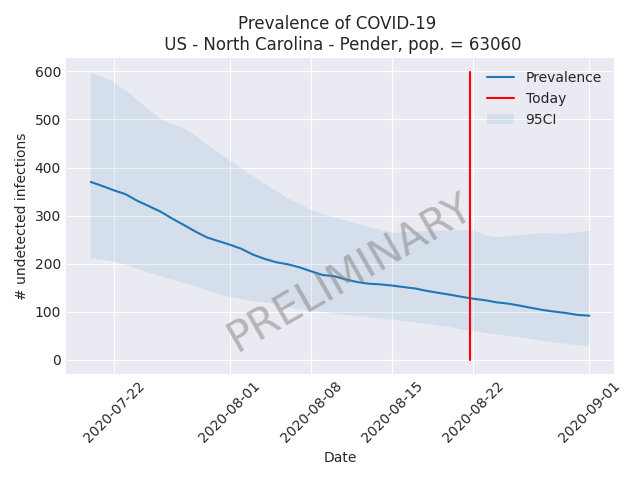 Prevalence of COVID-19
US - North Carolina - Pender, pop. = 63060
# undetected infections
600
500
400
300
200
100
0
Prevalence
Today
95CI
PRELIMINARY
2020-07-22
2020-08-01
2020-08-08
2020-08-15
2020-08-22
2020-09-01
Date